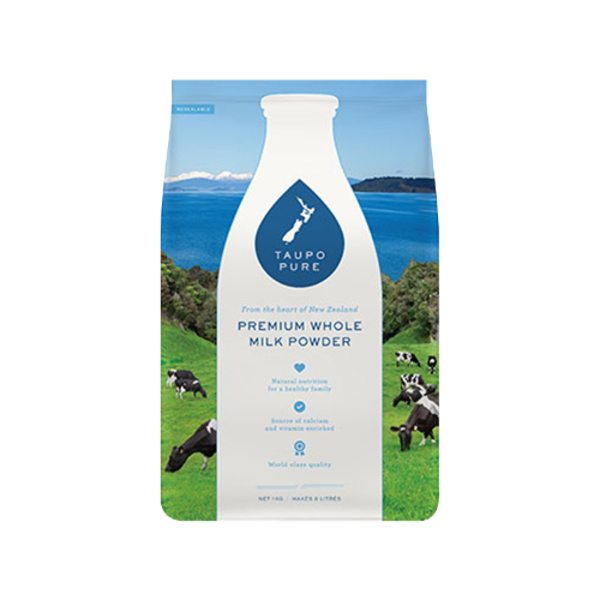 RESEALABLE
TAUPO
PURE
From the heart of New Zealand
PREMIUM WHOLE
MILK POWDER
Natural nutrition
for a healthy family
Source of calcium
and vitamin enriched
World class quality
NET 1KG | MAKES 8 LITRES